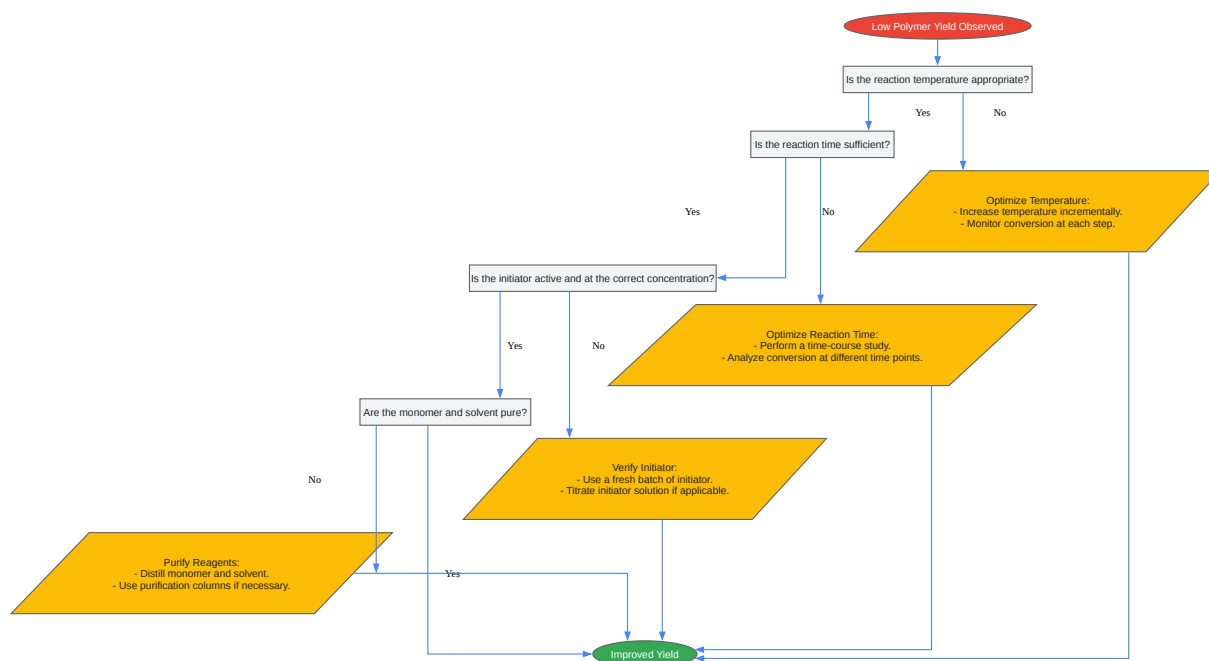 Low Polymer Yield Observed
Is the reaction temperature appropriate?
Yes
No
Is the reaction time sufficient?
Optimize Temperature:
- Increase temperature incrementally.
- Monitor conversion at each step.
Yes
No
Is the initiator active and at the correct concentration?
Optimize Reaction Time:
- Perform a time-course study.
- Analyze conversion at different time points.
Yes
No
Are the monomer and solvent pure?
Verify Initiator:
- Use a fresh batch of initiator.
- Titrate initiator solution if applicable.
No
Purify Reagents:
- Distill monomer and solvent.
- Use purification columns if necessary.
Yes
Improved Yield